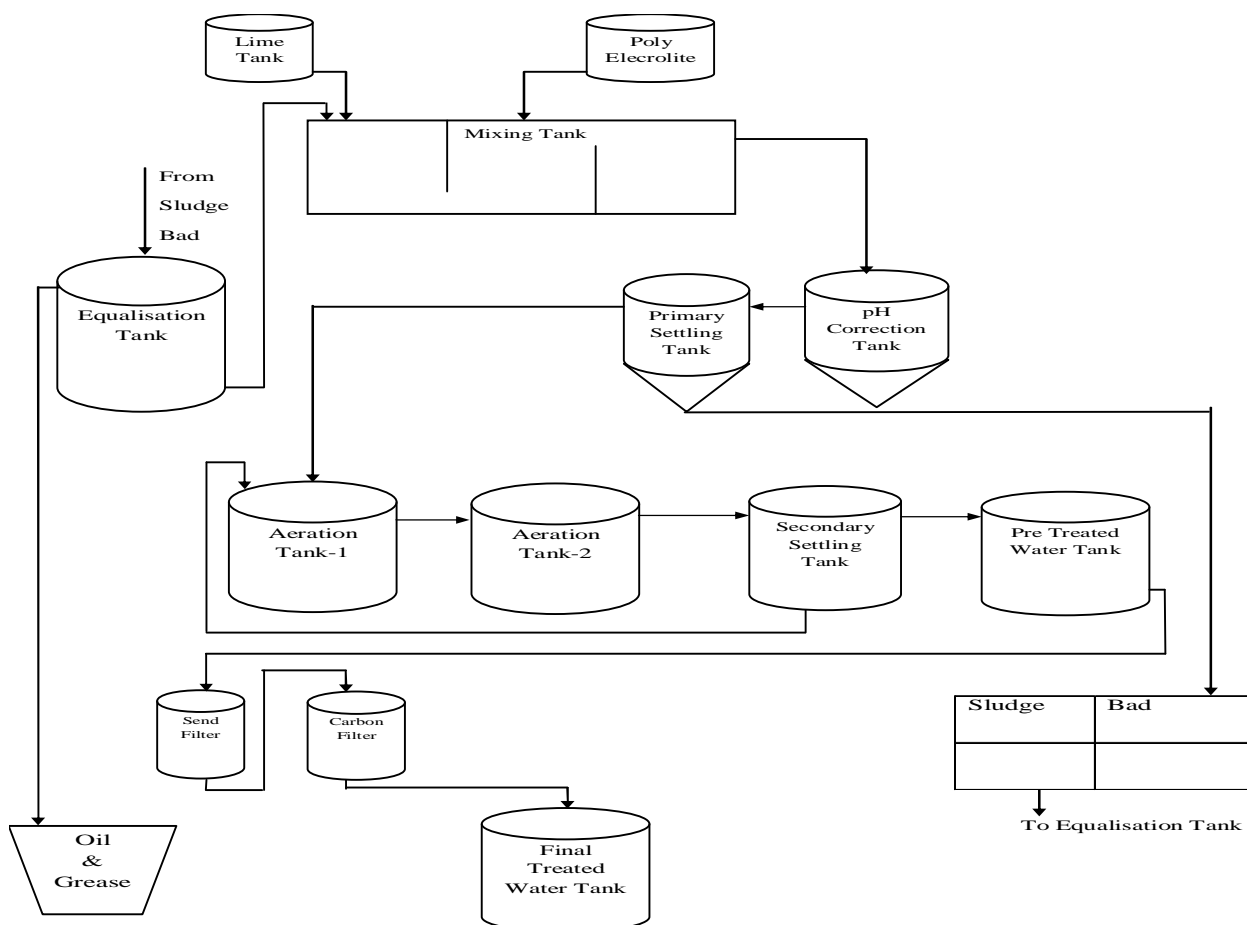 Lime
Tank
Poly
Elecrolite
Mixing Tank
From
Sludge
Bad
Equalisation
Tank
Primary
Settling
Tank
pH
Correction
Tank
Aeration
Tank-1
Aeration
Tank-2
Secondary
Settling
Tank
Pre Treated
Water Tank
Send
Filter
Carbon
Filter
Sludge Bad
To Equalisation Tank
Oil
&
Grease
Final
Treated
Water Tank